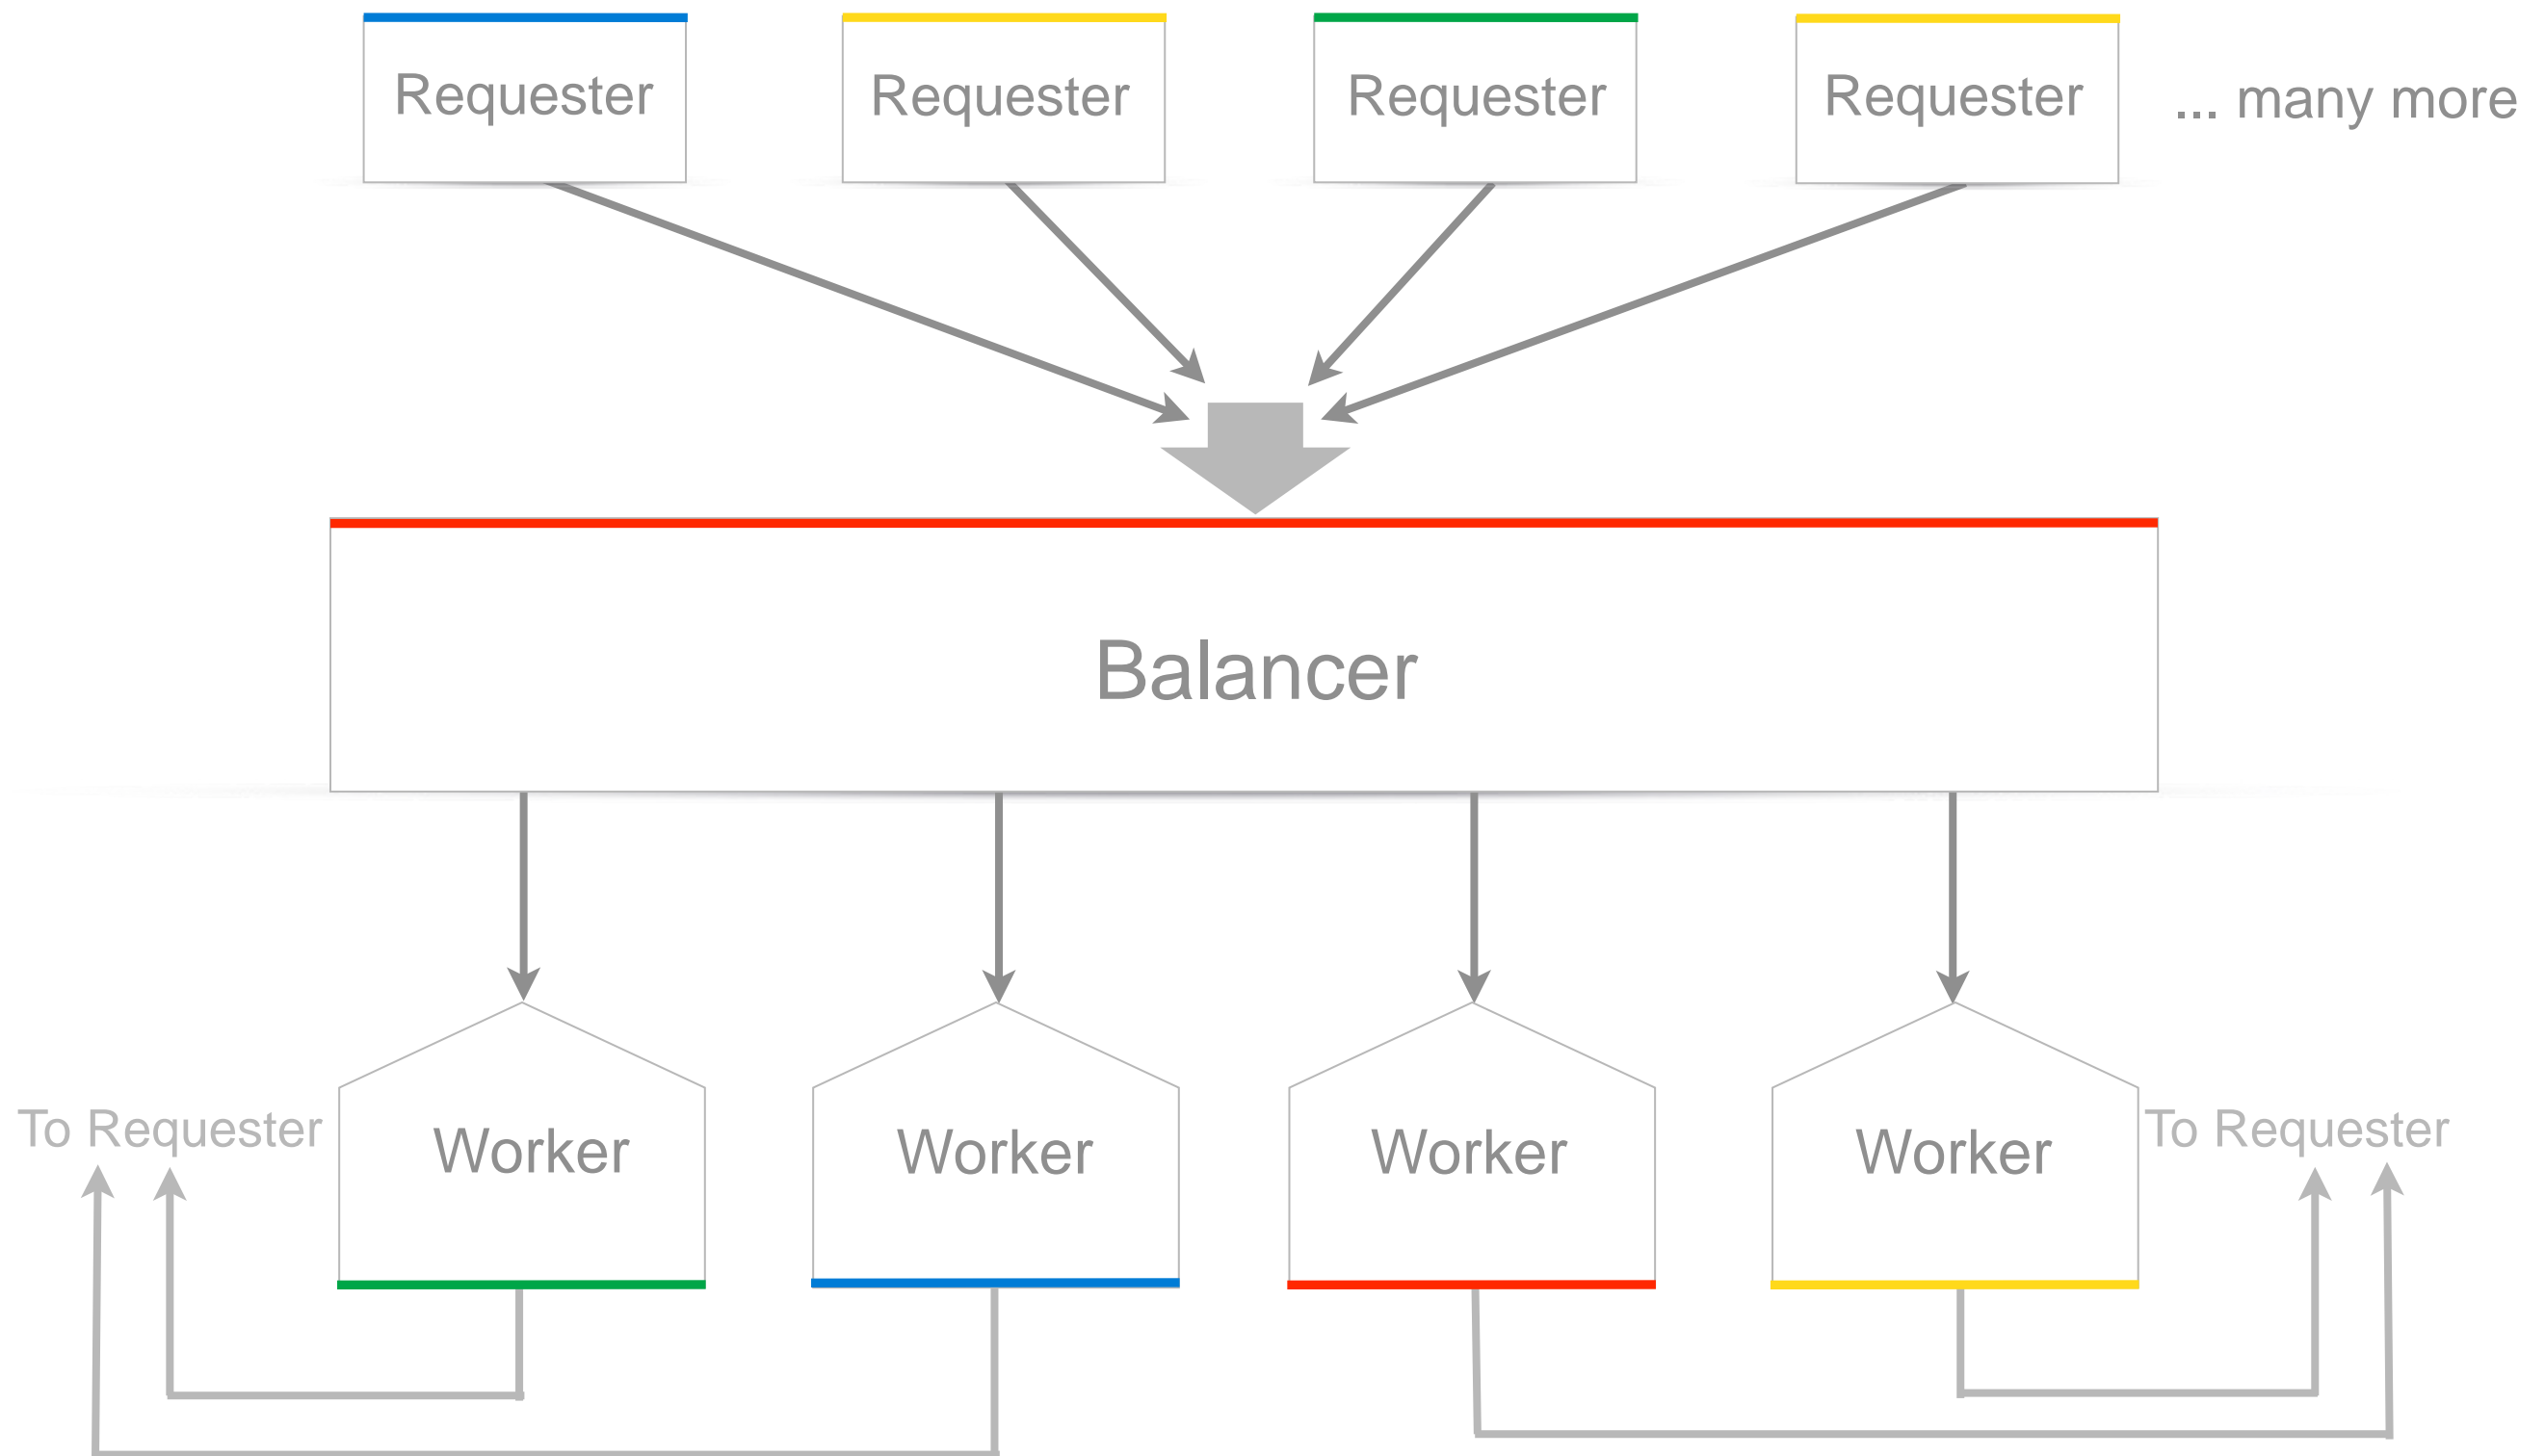 Requester
Requester
Requester
Requester
... many more
Balancer
To Requester
Worker
Worker
Worker
Worker
To Requester